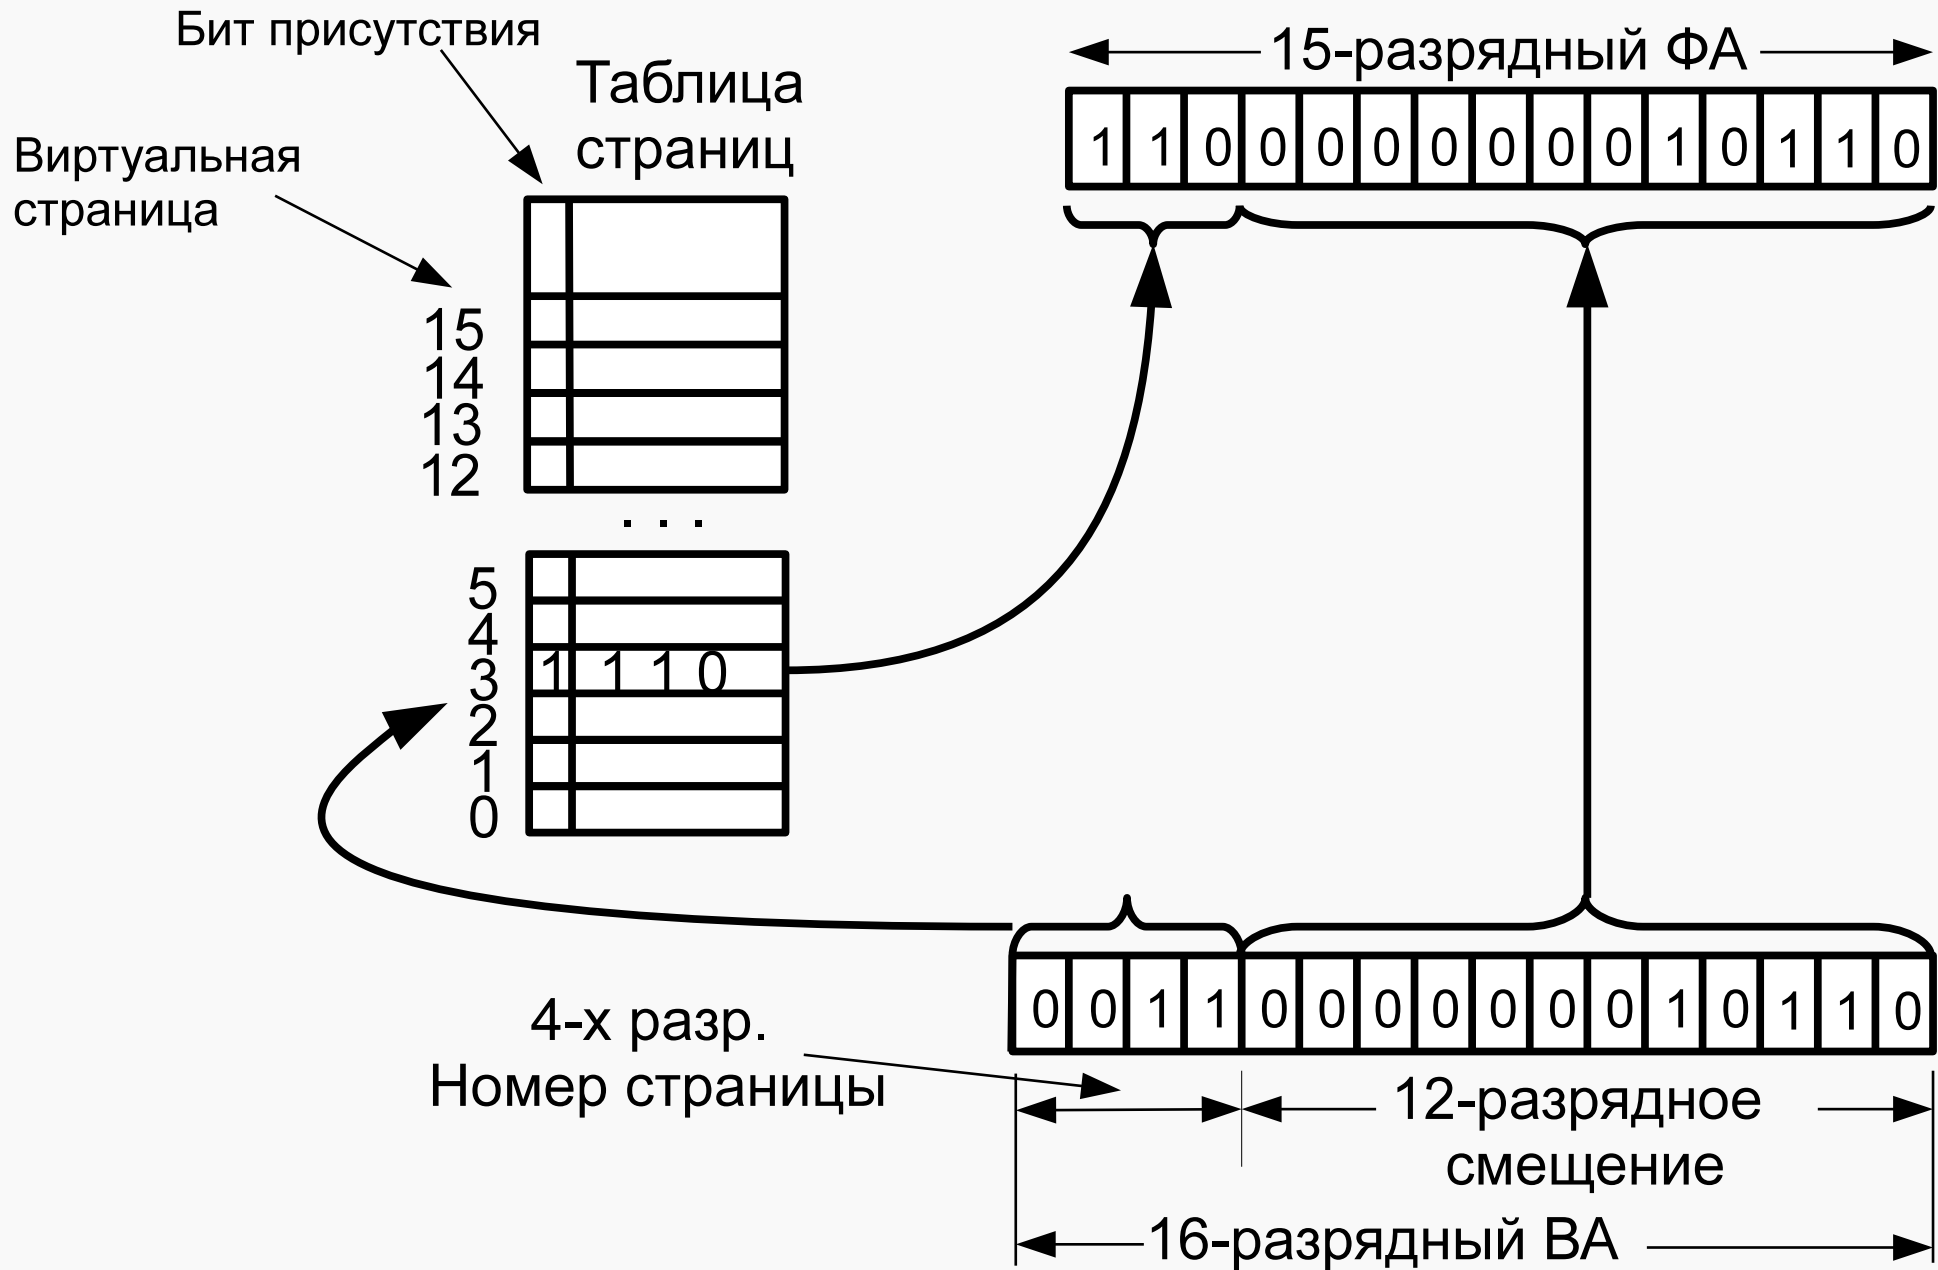 Бит присутствия
Таблица
страниц
15-разрядный ФА
1 1 0 0 0 0 0 0 0 0 1 0 1 1 0
Виртуальная
страница
15
14
13
12
. . .
5
4
3 1 1 1 0
2
1
0
0 0 1 1 0 0 0 0 0 0 0 1 0 1 1 0
4-х разр.
Номер страницы
12-разрядное
смещение
16-разрядный ВА